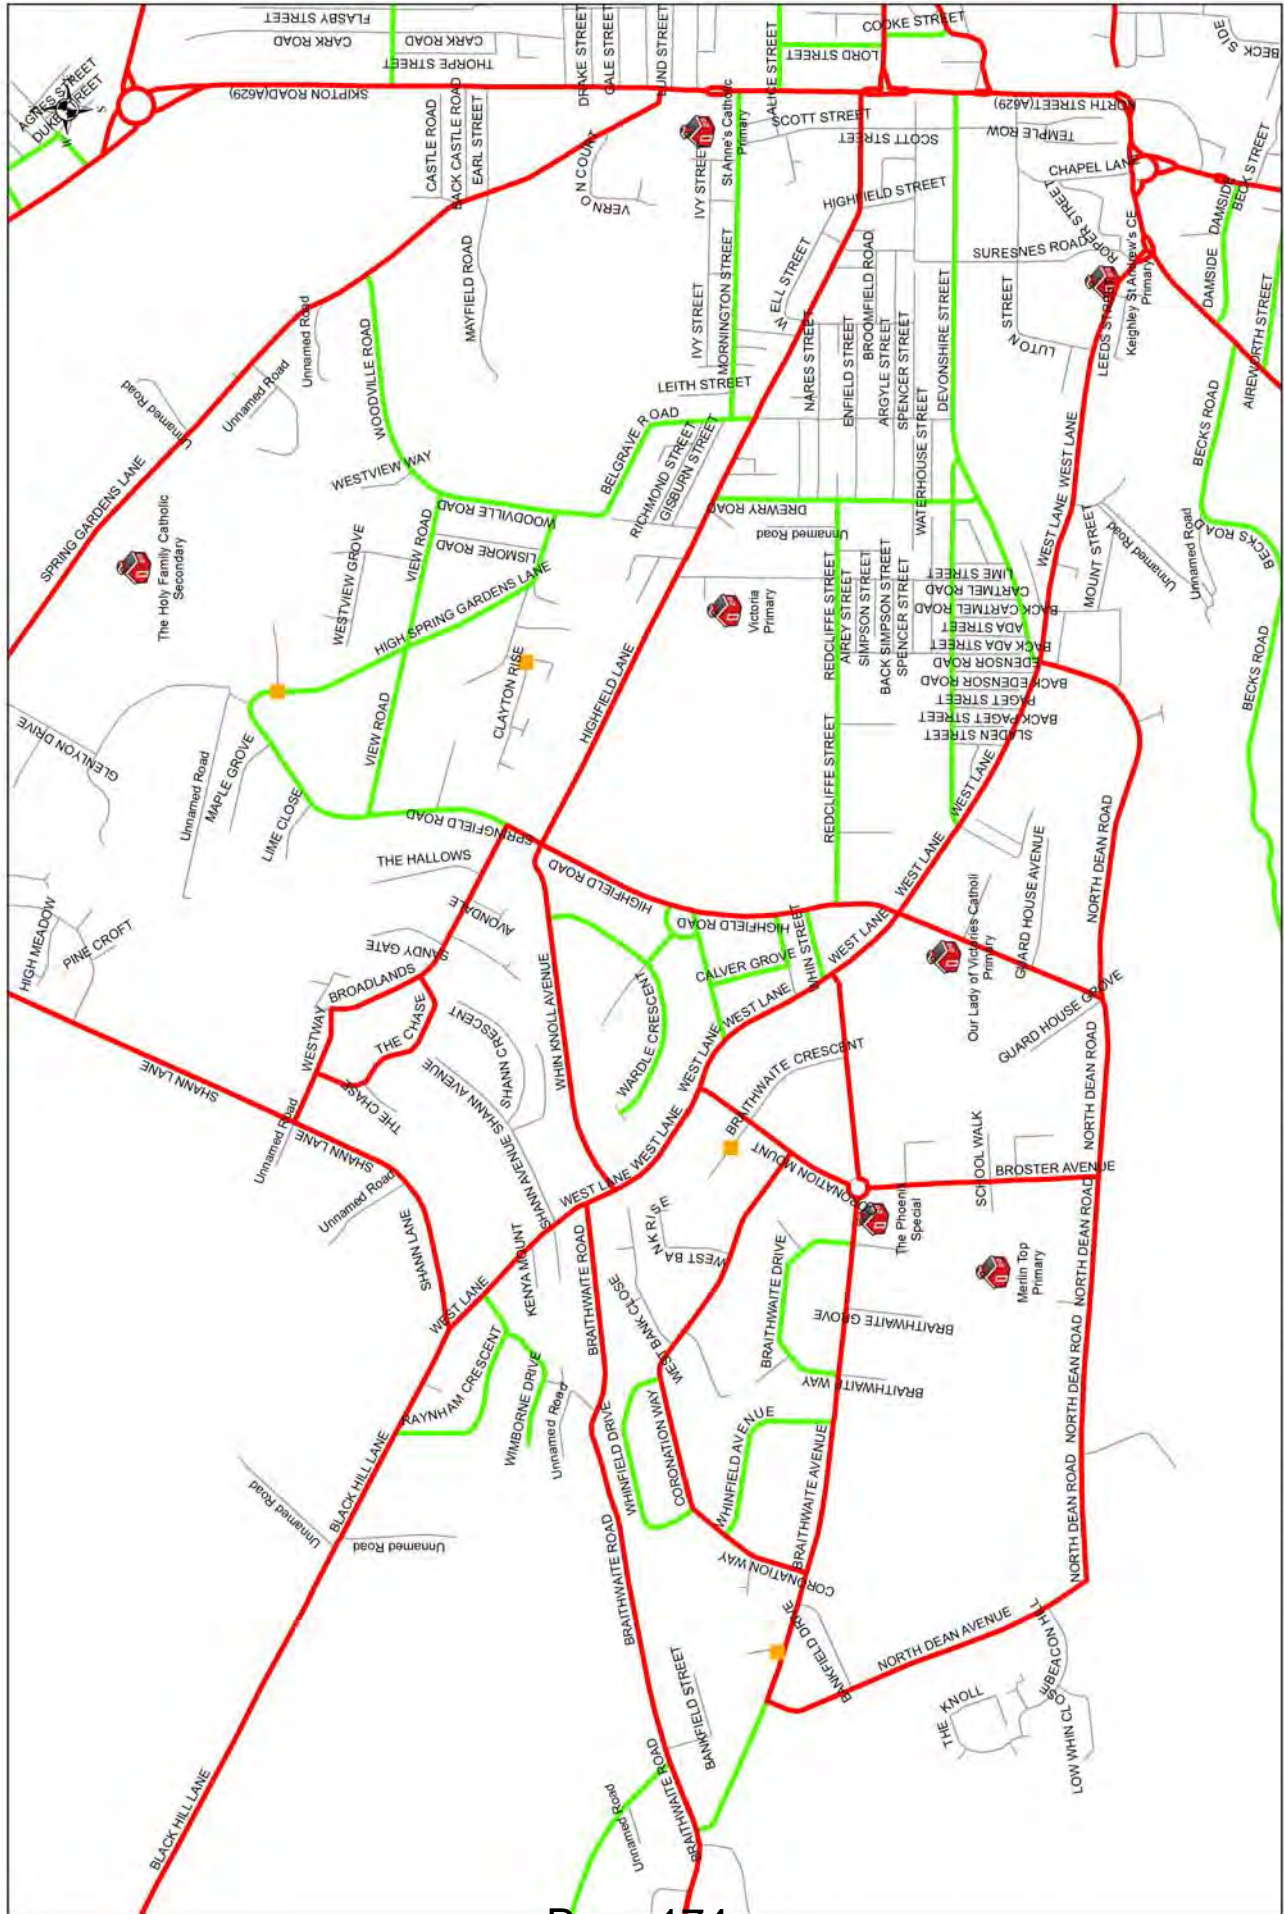 FLASBY STREET
CARK ROAD
CARK ROAD
THORPE STREET
DRAKE STREET
GALE STREET
LUND STREET
ALICE STREET
COOKE STREET
LORD STREET
BECK
SIDE
AGNES STREET
DUKE STREET
S
SKIPTON ROAD(A629)
NORTH STREET(A629)
CASTLE ROAD
BACK CASTLE ROAD
EARL STREET
VERNON COURT
St Anne's Catholic
Primary
SCOTT STREET
SCOTT STREET
TEMPLE ROW
CHAPEL LANE
BECK STREET
IVY STREET
HIGHFIELD STREET
ROPER STREET
DAMSIDE
MAYFIELD ROAD
MORNINGTON STREET
WELL STREET
BROOMFIELD ROAD
SURESNES ROAD
Keighley St Andrew's CE
Primary
DAMSIDE
AIREWORTH STREET
Unnamed Road
Unnamed Road
Unnamed Road
WOODVILLE ROAD
IVY STREET
LEITH STREET
NARES STREET
ENFIELD STREET
ARGYLE STREET
SPENCER STREET
DEVONSHIRE STREET
LUTON
STREET
LEEDS STREET
SPRING GARDENS LANE
WESTVIEW WAY
BELGRAVE ROAD
RICHMOND STREET
GISBURN STREET
WATERHOUSE STREET
WEST LANE
WEST LANE
BECKS ROAD
The Holy Family Catholic
Secondary
WESTVIEW GROVE
VIEW ROAD
WOODVILLE ROAD
LISMORE ROAD
HIGH SPRING GARDENS LANE
DREWRY ROAD
Unnamed Road
MOUNT STREET
Unnamed Road
Unnamed Road
BECKS ROAD
Victoria
Primary
REDCLIFFE STREET
AIREY STREET
SIMPSON STREET
BACK SIMPSON STREET
SPENCER STREET
LIME STREET
CARTMEL ROAD
BACK CARTMEL ROAD
ADA STREET
BACK ADA STREET
EDENSOR ROAD
BACK EDENSOR ROAD
PAGET STREET
BACK PAGET STREET
SLADEN STREET
BECKS ROAD
GLENLYON DRIVE
Unnamed Road
MAPLE GROVE
LIME CLOSE
VIEW ROAD
CLAYTON RISE
HIGHFIELD LANE
REDCLIFFE STREET
WEST LANE
NORTH DEAN ROAD
SPRINGFIELD ROAD
THE HALLOWS
AVONDALE
SANDY GATE
HIGHFIELD ROAD
HIGHFIELD ROAD
WEST LANE
WEST LANE
GUARD HOUSE AVENUE
Our Lady of Victories Catholi
Primary
HIGH MEADOW
PINE CROFT
BROADLANDS
WESTWAY
THE CHASE
THE CHASE
SHANN CRESCENT
WHIN KNOLL AVENUE
WARDLE CRESCENT
CALVER GROVE
WHIN STREET
WEST LANE
GUARD HOUSE GROVE
SHANN LANE
SHANN LANE
Unnamed Road
SHANN AVENUE
SHANN AVENUE
WEST LANE
WEST LANE
BRAITHWAITE CRESCENT
NORTH DEAN ROAD
Unnamed Road
SHANN LANE
WEST LANE
KENYA MOUNT
BRAITHWAITE ROAD
WEST BANK RISE
CORONATION MOUNT
The Phoenix
Special
SCHOOL WALK
BROSTER AVENUE
Merlin Top
Primary
NORTH DEAN ROAD
WEST LANE
RAYNHAM CRESCENT
WIMBORNE DRIVE
Unnamed Road
WEST BANK CLOSE
BRAITHWAITE DRIVE
BRAITHWAITE GROVE
BRAITHWAITE WAY
NORTH DEAN ROAD
BLACK HILL LANE
Unnamed Road
Unnamed Road
WHINFIELD DRIVE
CORONATION WAY
WHINFIELD AVENUE
BRAITHWAITE AVENUE
NORTH DEAN ROAD
BRAITHWAITE ROAD
CORONATION WAY
BANKFIELD DRIVE
NORTH DEAN AVENUE
BEACON HILL
BANKFIELD STREET
THE KNOLL
LOW WHIN CLOSE
BLACK HILL LANE
Unnamed Road
BRAITHWAITE ROAD